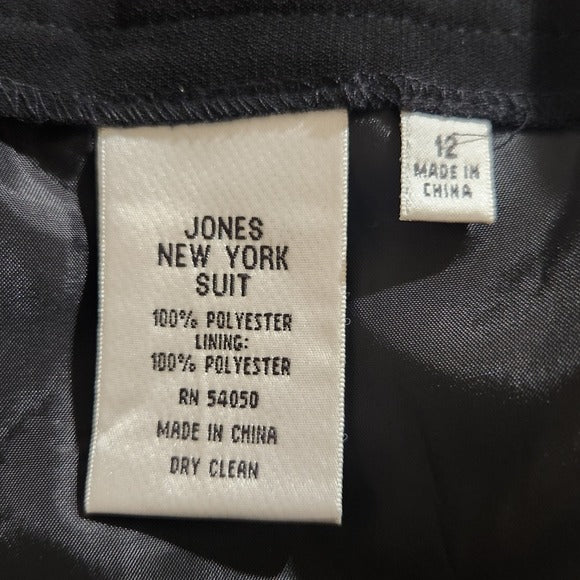 JONES
NEW YORK
SUIT
100% POLYESTER
LINING:
100% POLYESTER
RN 54050
MADE IN CHINA
DRY CLEAN
12
MADE IN
CHINA